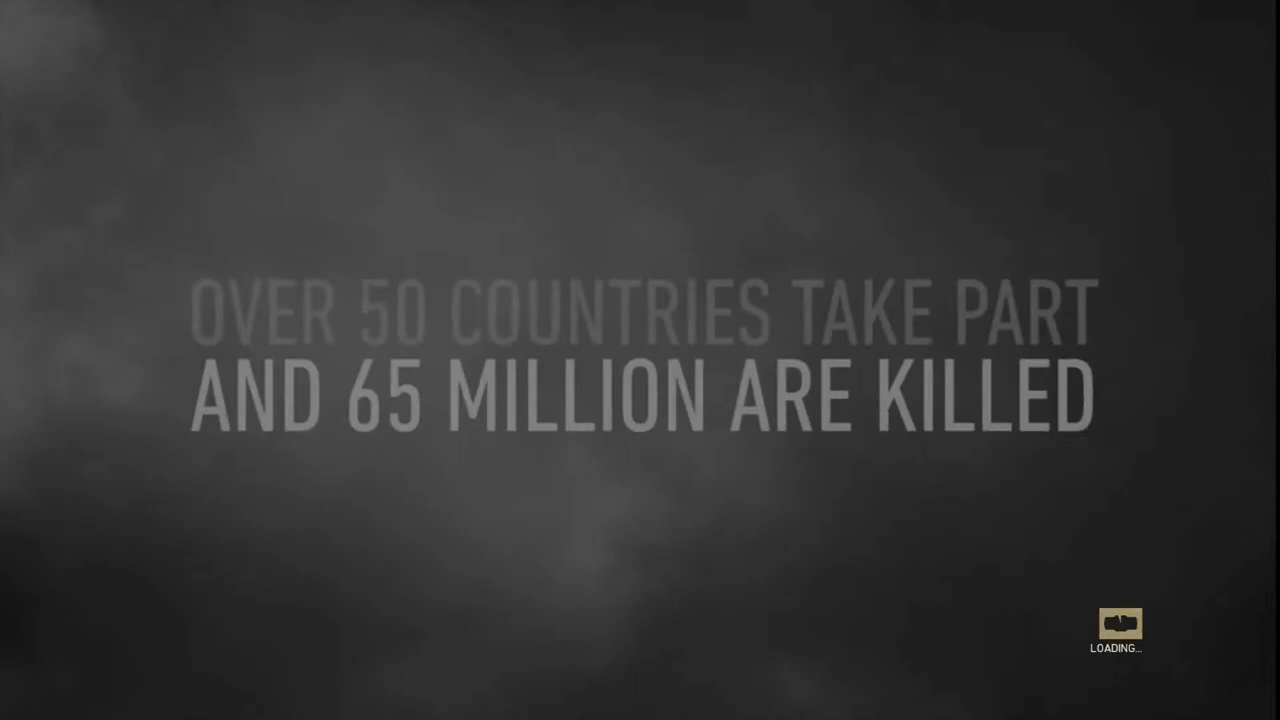 OVER 50 COUNTRIES TAKE PART
AND 65 MILLION ARE KILLED
LOADING...